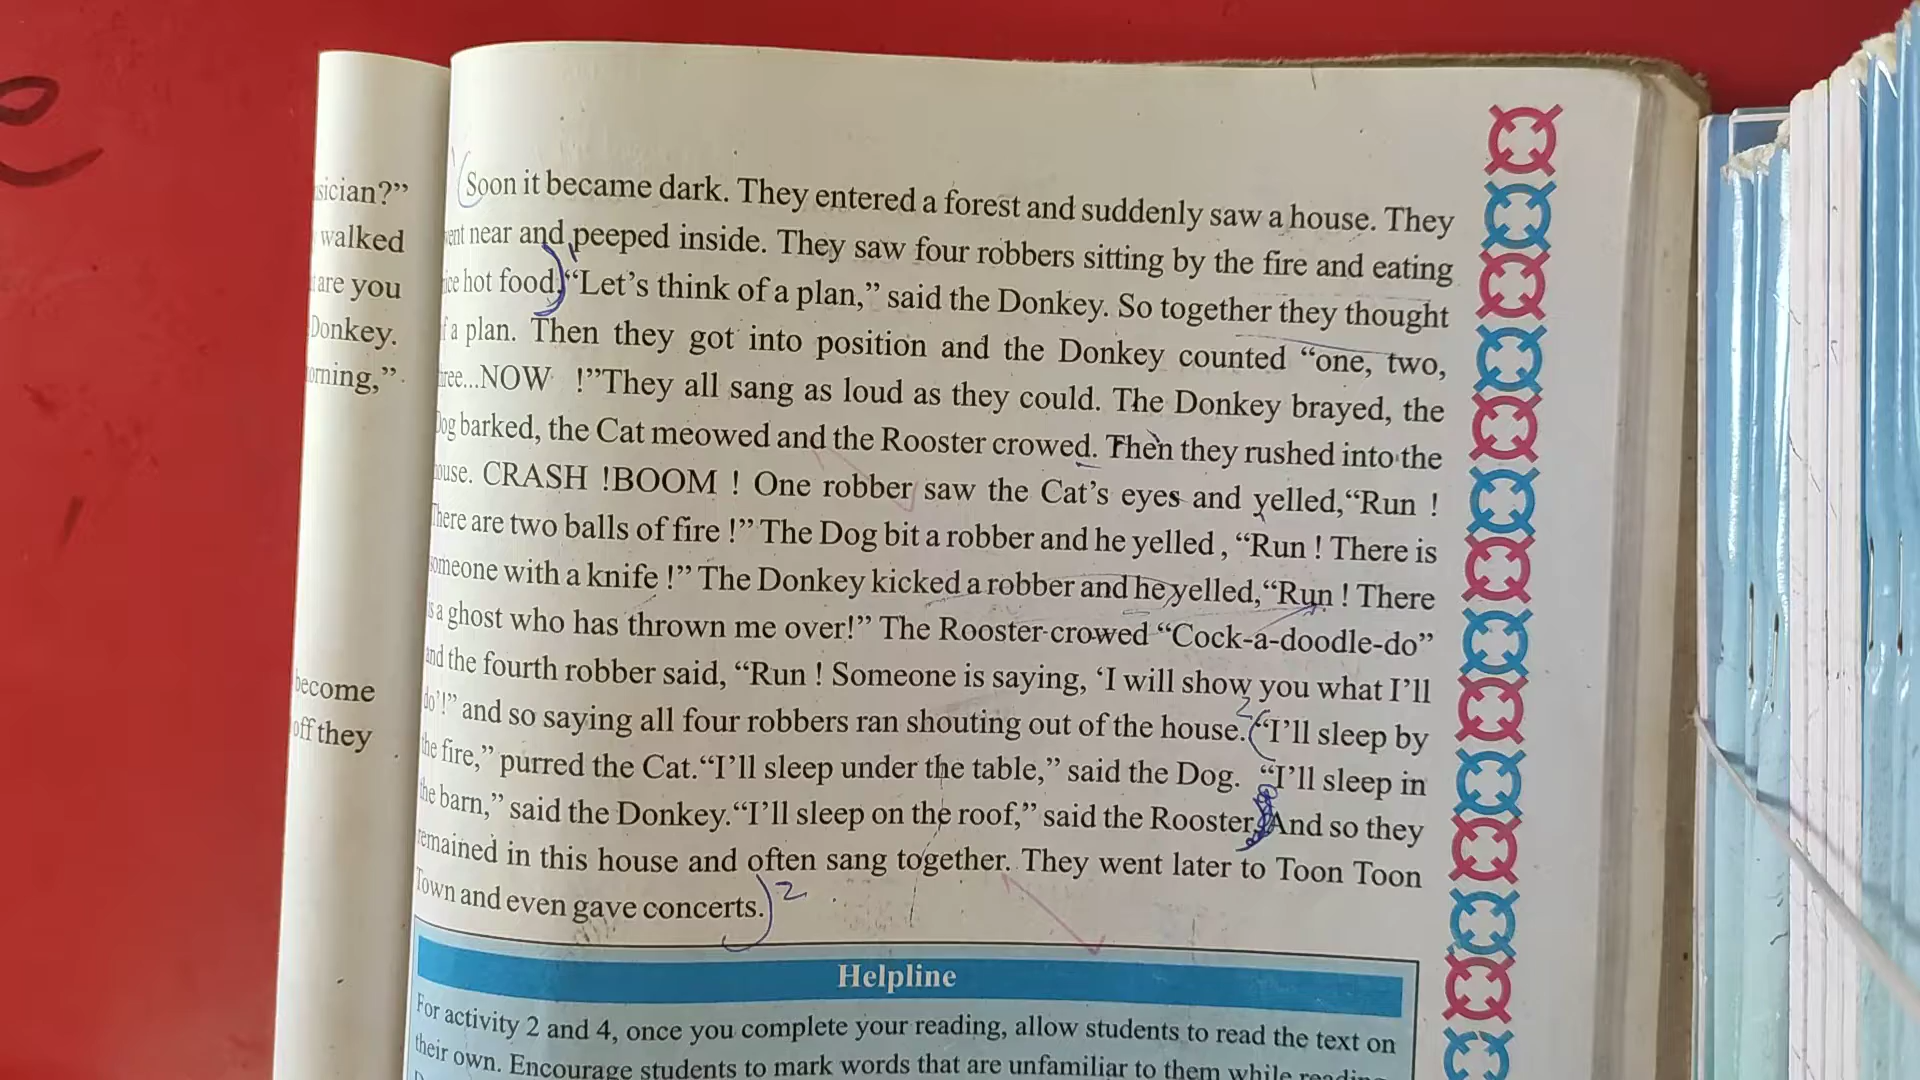 sician?”
walked
are you
Donkey.
orning,”
become
off they
Soon it became dark. They entered a forest and suddenly saw a house. They
ent near and peeped inside. They saw four robbers sitting by the fire and eating
ice hot food. “Let’s think of a plan,” said the Donkey. So together they thought
f a plan. Then they got into position and the Donkey counted “one, two,
hree...NOW !”They all sang as loud as they could. The Donkey brayed, the
Dog barked, the Cat meowed and the Rooster crowed. Then they rushed into the
ouse. CRASH !BOOM ! One robber saw the Cat’s eyes and yelled,“Run !
There are two balls of fire !” The Dog bit a robber and he yelled , “Run ! There is
omeone with a knife !” The Donkey kicked a robber and he yelled,“Run ! There
s a ghost who has thrown me over!” The Rooster crowed “Cock-a-doodle-do”
and the fourth robber said, “Run ! Someone is saying, ‘I will show you what I’ll
do’!” and so saying all four robbers ran shouting out of the house. “I’ll sleep by
the fire,” purred the Cat.“I’ll sleep under the table,” said the Dog. “I’ll sleep in
the barn,” said the Donkey.“I’ll sleep on the roof,” said the Rooster. And so they
remained in this house and often sang together. They went later to Toon Toon
Town and even gave concerts.
2
2
Helpline
For activity 2 and 4, once you complete your reading, allow students to read the text on
their own. Encourage students to mark words that are unfamiliar to them while